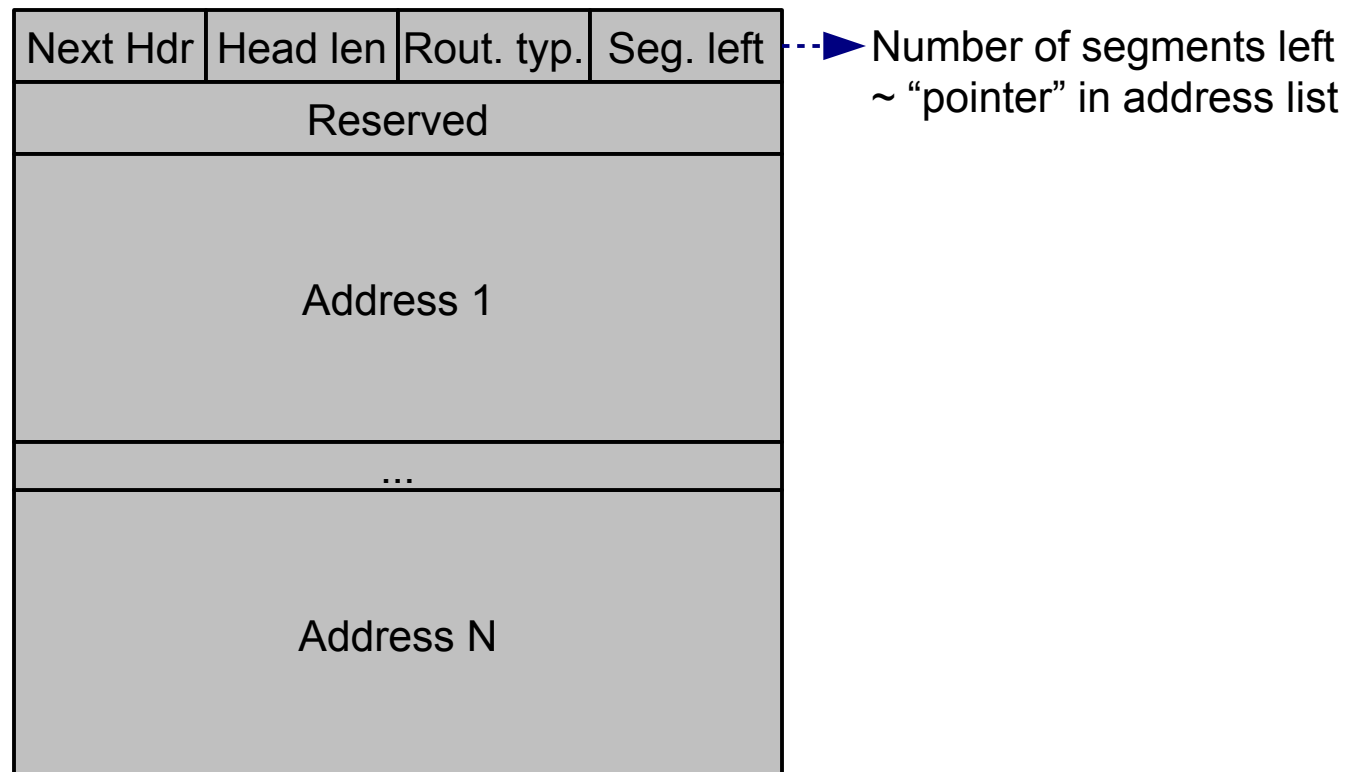 Next Hdr Head len Rout. typ. Seg. left Number of segments left
~ “pointer” in address list
Reserved
Address 1
...
Address N